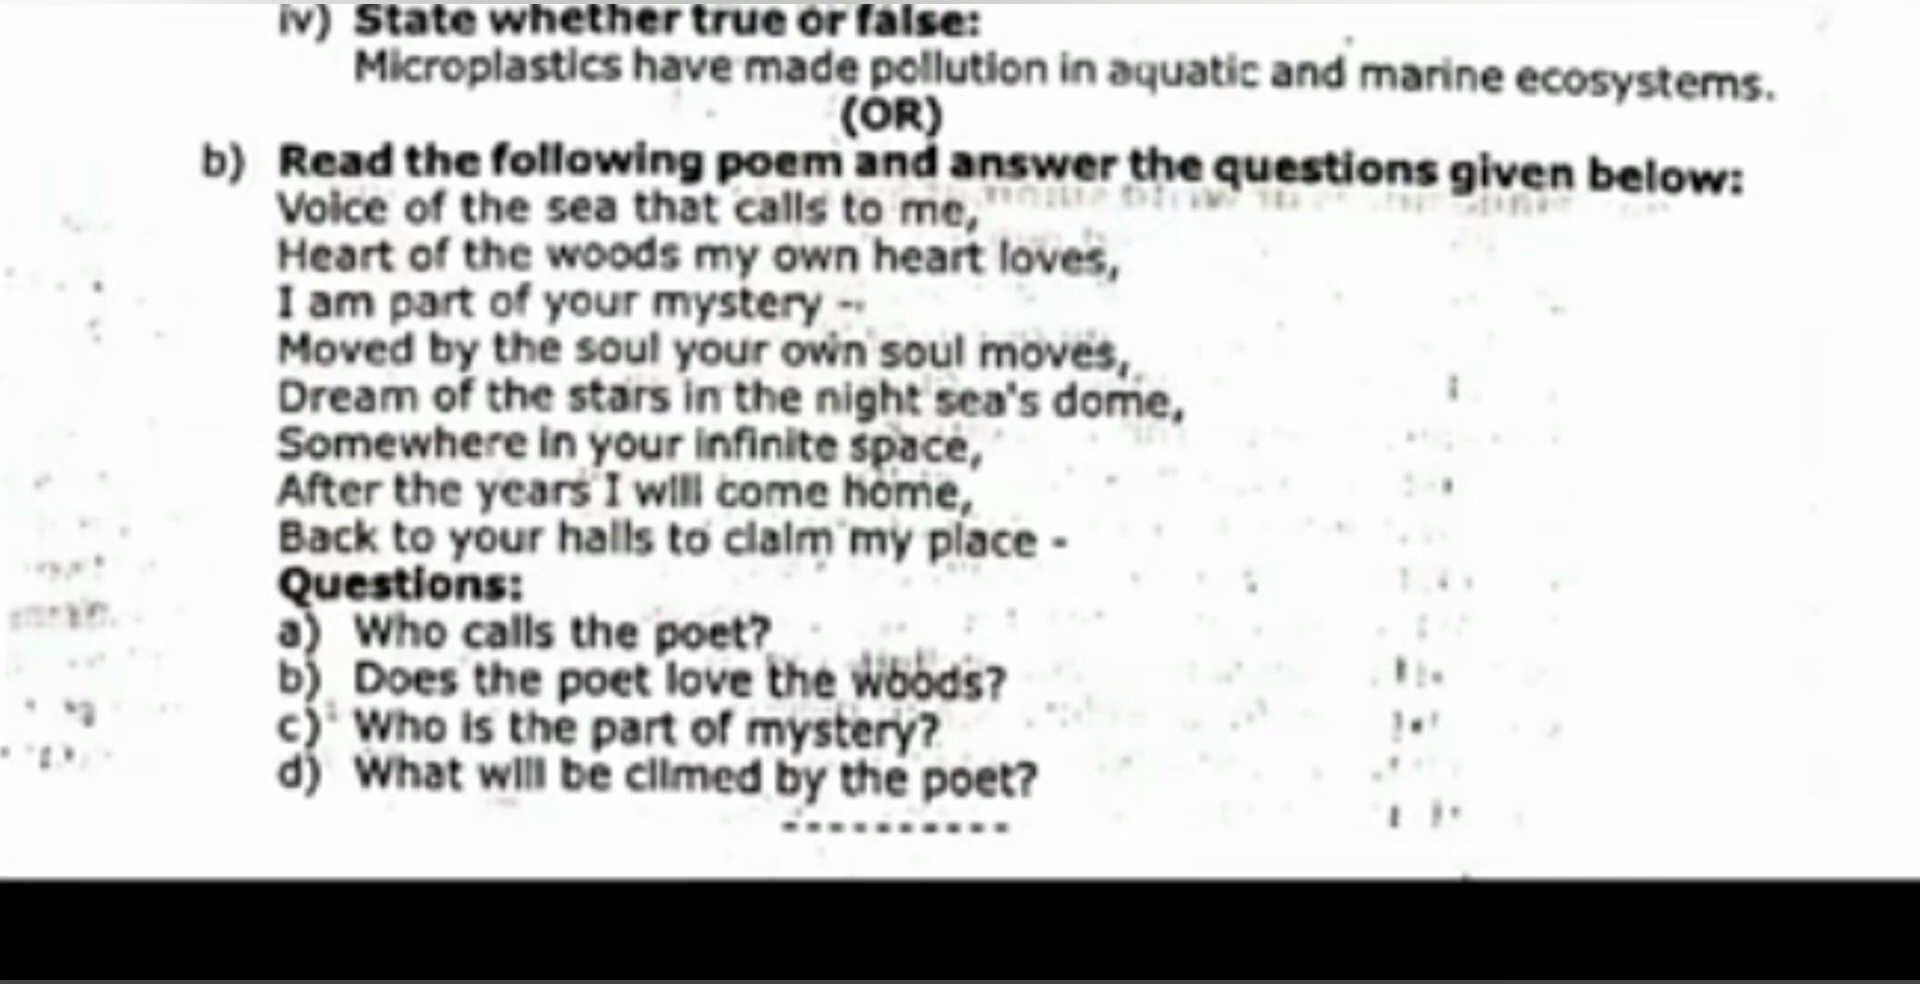 iv) State whether true or false:
Microplastics have made pollution in aquatic and marine ecosystems.
(OR)
b) Read the following poem and answer the questions given below:
Voice of the sea that calls to me,
Heart of the woods my own heart loves,
I am part of your mystery --
Moved by the soul your own soul moves,
Dream of the stars in the night sea's dome,
Somewhere in your infinite space,
After the years I will come home,
Back to your halls to claim my place -
Questions:
a) Who calls the poet?
b) Does the poet love the woods?
c) Who is the part of mystery?
d) What will be climed by the poet?
----------